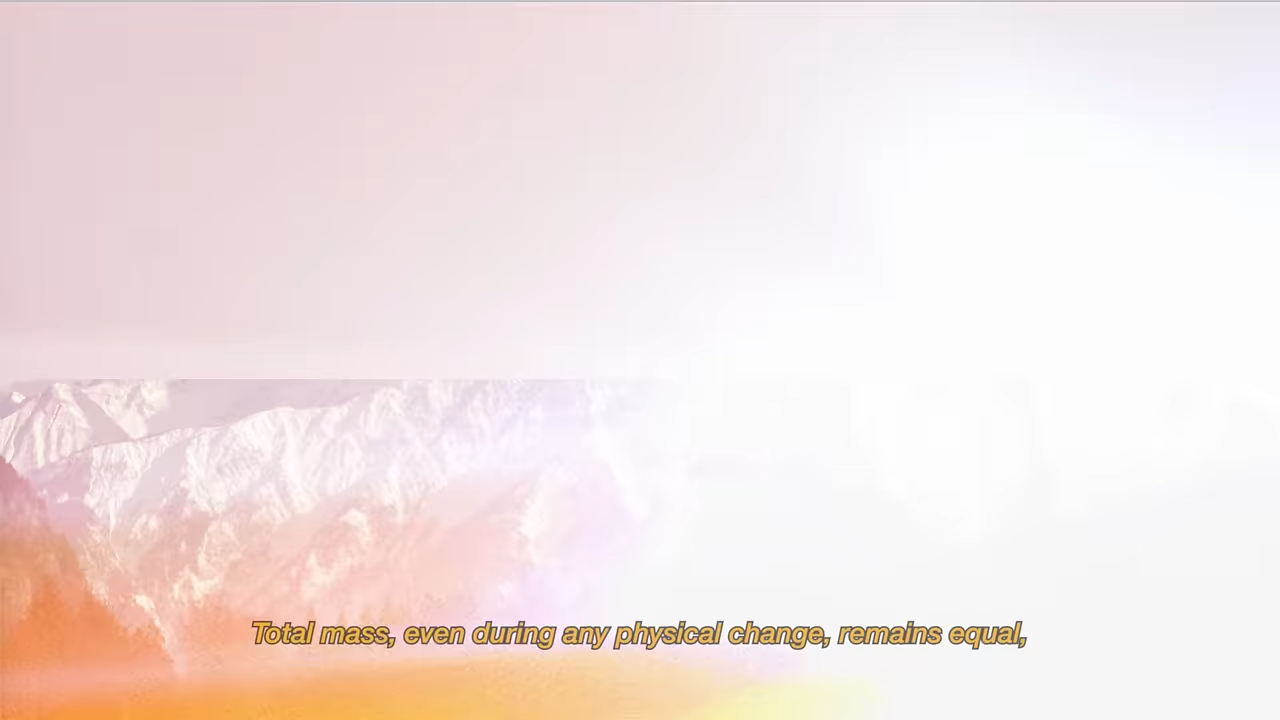 Total mass, even during any physical change, remains equal,